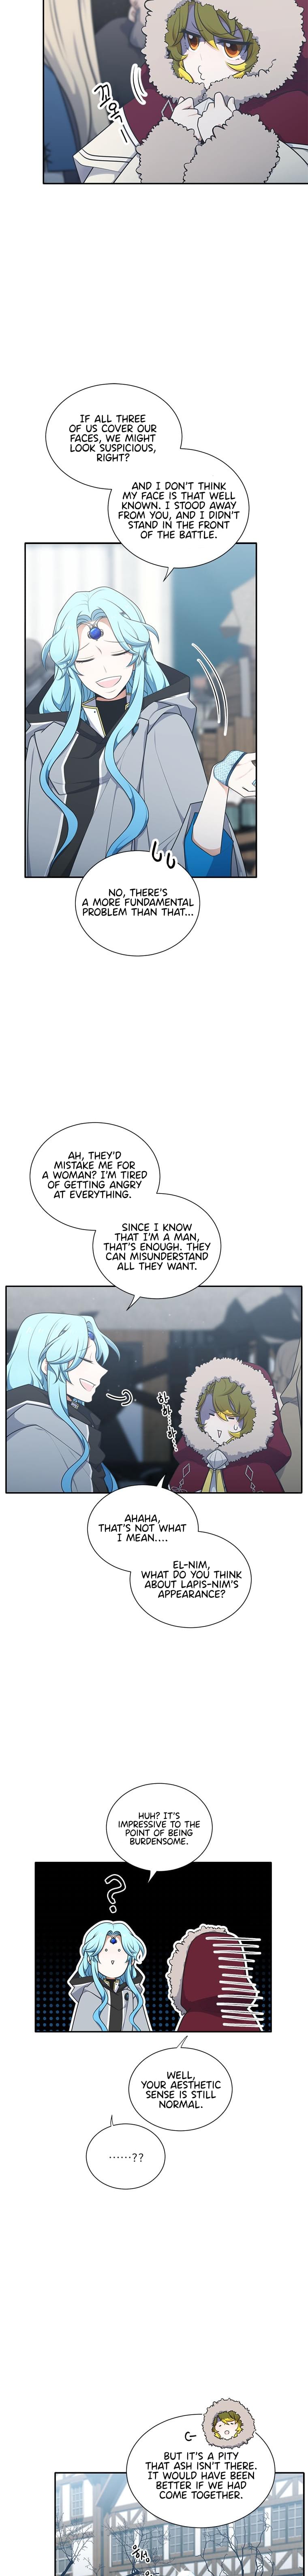 꼬옥
IF ALL THREE
OF US COVER OUR
FACES, WE MIGHT
LOOK SUSPICIOUS,
RIGHT?
AND I DON'T THINK
MY FACE IS THAT WELL
KNOWN. I STOOD AWAY
FROM YOU, AND I DIDN'T
STAND IN THE FRONT
OF THE BATTLE.
NO, THERE'S
A MORE FUNDAMENTAL
PROBLEM THAN THAT...
AH, THEY'D
MISTAKE ME FOR
A WOMAN? I'M TIRED
OF GETTING ANGRY
AT EVERYTHING.
SINCE I KNOW
THAT I'M A MAN,
THAT'S ENOUGH. THEY
CAN MISUNDERSTAND
ALL THEY WANT.
하
하
...
하
...
AHAHA,
THAT'S NOT WHAT
I MEAN....
EL-NIM,
WHAT DO YOU THINK
ABOUT LAPIS-NIM'S
APPEARANCE?
HUH? IT'S
IMPRESSIVE TO THE
POINT OF BEING
BURDENSOME.
?
WELL,
YOUR AESTHETIC
SENSE IS STILL
NORMAL.
......??
BUT IT'S A PITY
THAT ASH ISN'T THERE.
IT WOULD HAVE BEEN
BETTER IF WE HAD
COME TOGETHER.